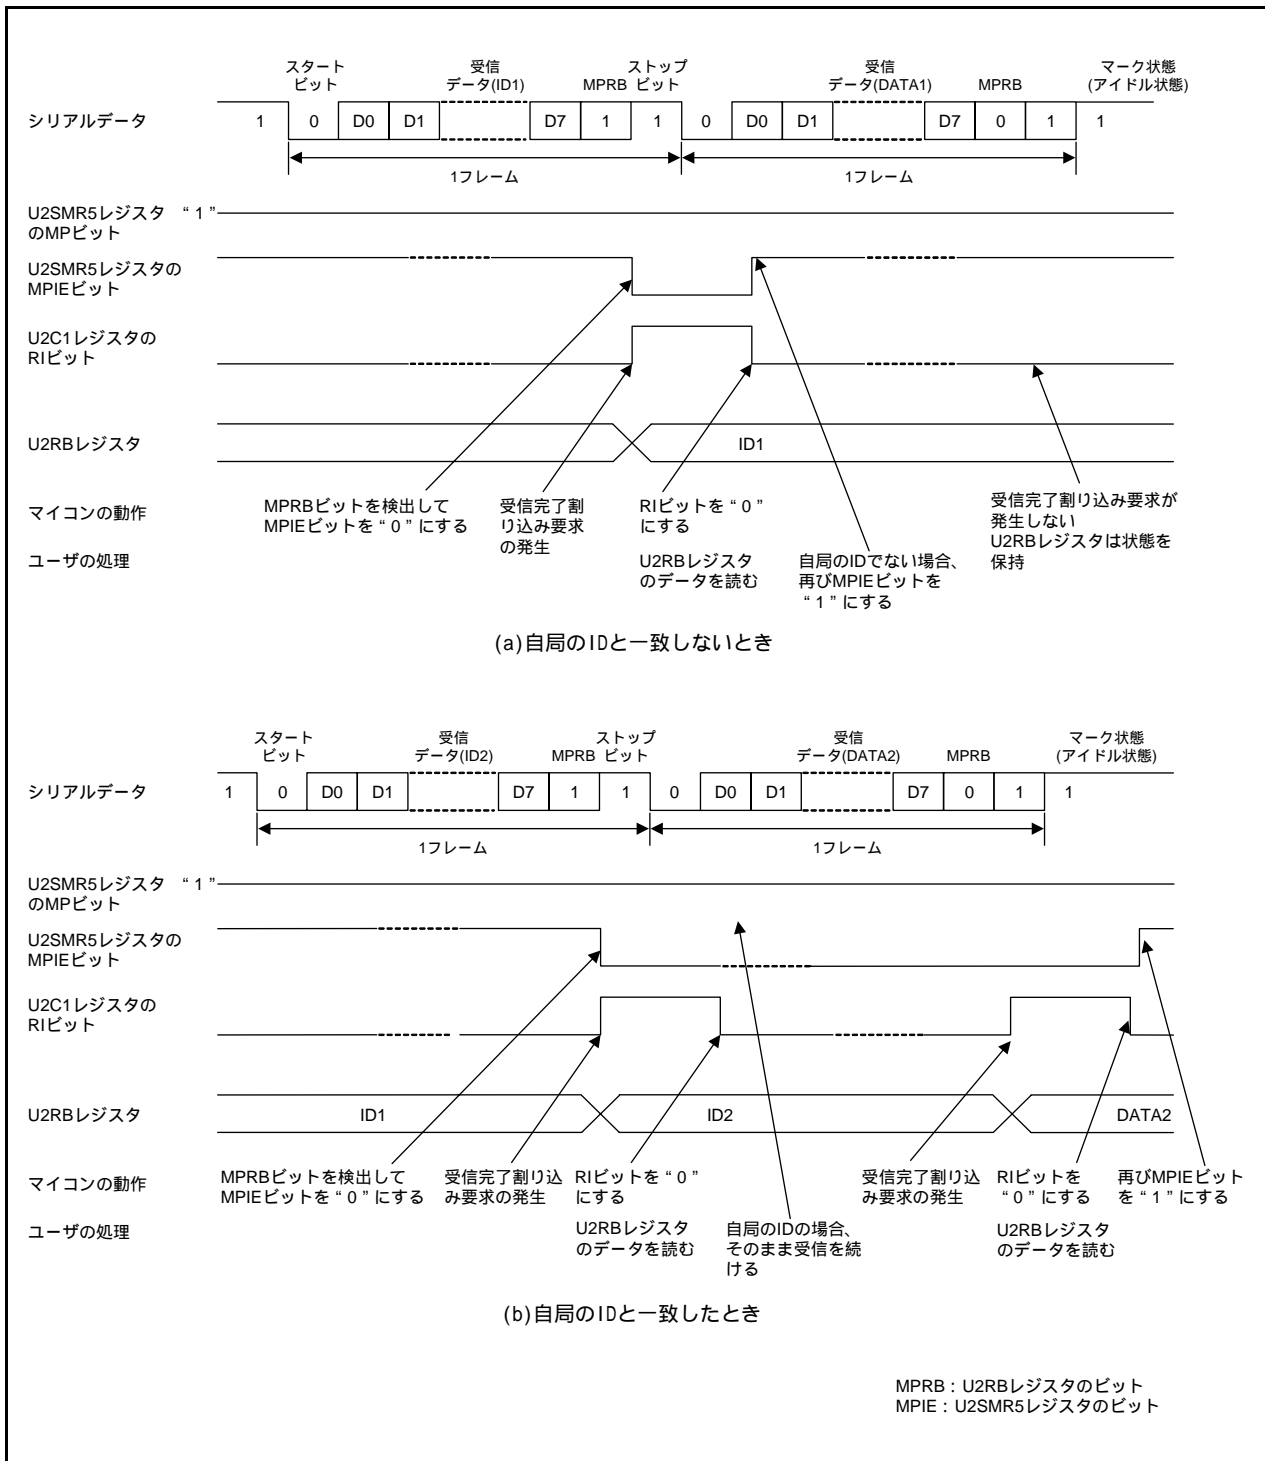 スタート
ビット
受信
データ(ID1)
MPRB
ストップ
ビット
受信
データ(DATA1)
MPRB
マーク状態
(アイドル状態)
シリアルデータ
1 0 D0 D1 D7 1 1 0 D0 D1 D7 0 1 1
1フレーム 1フレーム
U2SMR5レジスタ “1”
のMPビット
U2SMR5レジスタの
MPIEビット
U2C1レジスタの
RIビット
U2RBレジスタ
ID1
マイコンの動作
MPRBビットを検出して
MPIEビットを“0”にする
受信完了割
り込み要求
の発生
RIビットを“0”
にする
受信完了割り込み要求が
発生しない
U2RBレジスタは状態を
保持
ユーザの処理
U2RBレジスタ
のデータを読む
自局のIDでない場合、
再びMPIEビットを
“1”にする
(a)自局のIDと一致しないとき
スタート
ビット
受信
データ(ID2)
MPRB
ストップ
ビット
受信
データ(DATA2)
MPRB
マーク状態
(アイドル状態)
シリアルデータ
1 0 D0 D1 D7 1 1 0 D0 D1 D7 0 1 1
1フレーム 1フレーム
U2SMR5レジスタ “1”
のMPビット
U2SMR5レジスタの
MPIEビット
U2C1レジスタの
RIビット
U2RBレジスタ
ID1 ID2 DATA2
マイコンの動作
MPRBビットを検出して
MPIEビットを“0”にする
受信完了割り込
み要求の発生
RIビットを“0”
にする
受信完了割り込
み要求の発生
RIビットを
“0”にする
再びMPIEビット
を“1”にする
ユーザの処理
U2RBレジスタ
のデータを読む
自局のIDの場合、
そのまま受信を続
ける
U2RBレジスタ
のデータを読む
(b)自局のIDと一致したとき
MPRB：U2RBレジスタのビット
MPIE：U2SMR5レジスタのビット